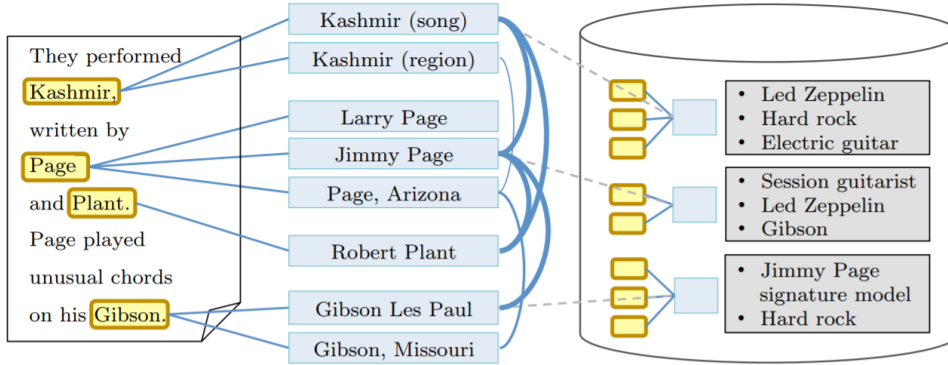 They performed
Kashmir,
written by
Page
and Plant.
Page played
unusual chords
on his Gibson.
Kashmir (song)
Kashmir (region)
Larry Page
Jimmy Page
Page, Arizona
Robert Plant
Gibson Les Paul
Gibson, Missouri
• Led Zeppelin
• Hard rock
• Electric guitar
• Session guitarist
• Led Zeppelin
• Gibson
• Jimmy Page
signature model
• Hard rock